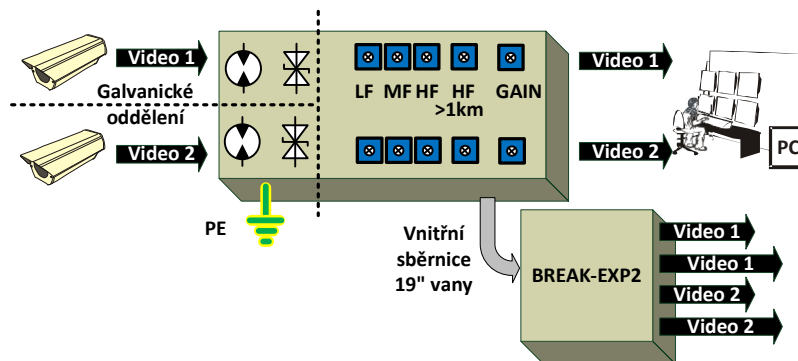 Video 1
Video 1
Galvanické
oddělení
LF MF HF HF GAIN
>1km
Video 2
Video 2
PC
PE
Vnitřní
sběrnice
19" vany
BREAK-EXP2
Video 1
Video 1
Video 2
Video 2